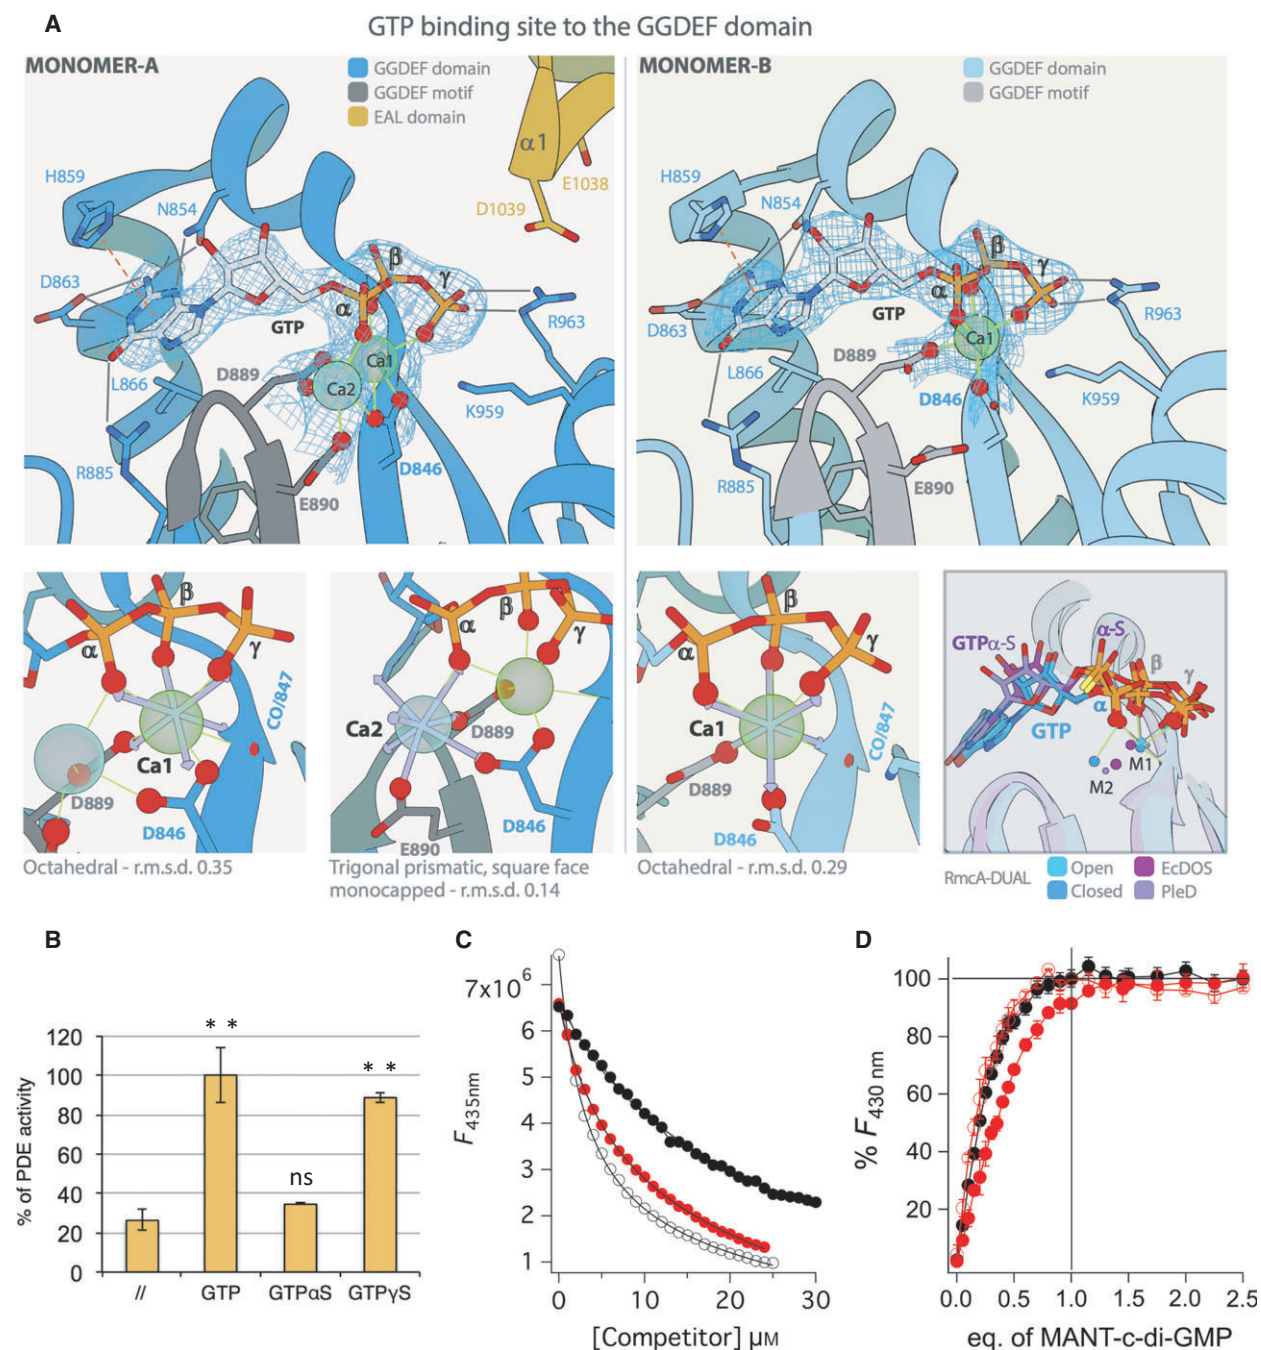 A
GTP binding site to the GGDEF domain
MONOMER-A
GGDEF domain
GGDEF motif
EAL domain
α1
E1038
D1039
H859
N854
D863
GTP
α
β
γ
R963
L866
D889
Ca1
Ca2
K959
R885
D846
E890
MONOMER-B
GGDEF domain
GGDEF motif
H859
N854
D863
GTP
α
β
γ
R963
D889
Ca1
L866
D846
K959
R885
E890
α
β
γ
CO/847
Ca1
D889
D846
Octahedral - r.m.s.d. 0.35
α
β
γ
Ca2
D889
D846
E890
Trigonal prismatic, square face
monocapped - r.m.s.d. 0.14
α
β
γ
Ca1
CO/847
D889
D846
Octahedral - r.m.s.d. 0.29
GTPα-S
α-S
β
γ
GTP
α
M1
M2
RmcA-DUAL
Open
Closed
EcDOS
PleD
B
% of PDE activity
120
100
80
60
40
20
0
* *
ns
* *
//
GTP
GTPαS
GTPγS
C
F435nm
7x10⁶
6
5
4
3
2
1
0
10
20
30
[Competitor] μM
D
% F430 nm
100
80
60
40
20
0.0
0.5
1.0
1.5
2.0
2.5
eq. of MANT-c-di-GMP